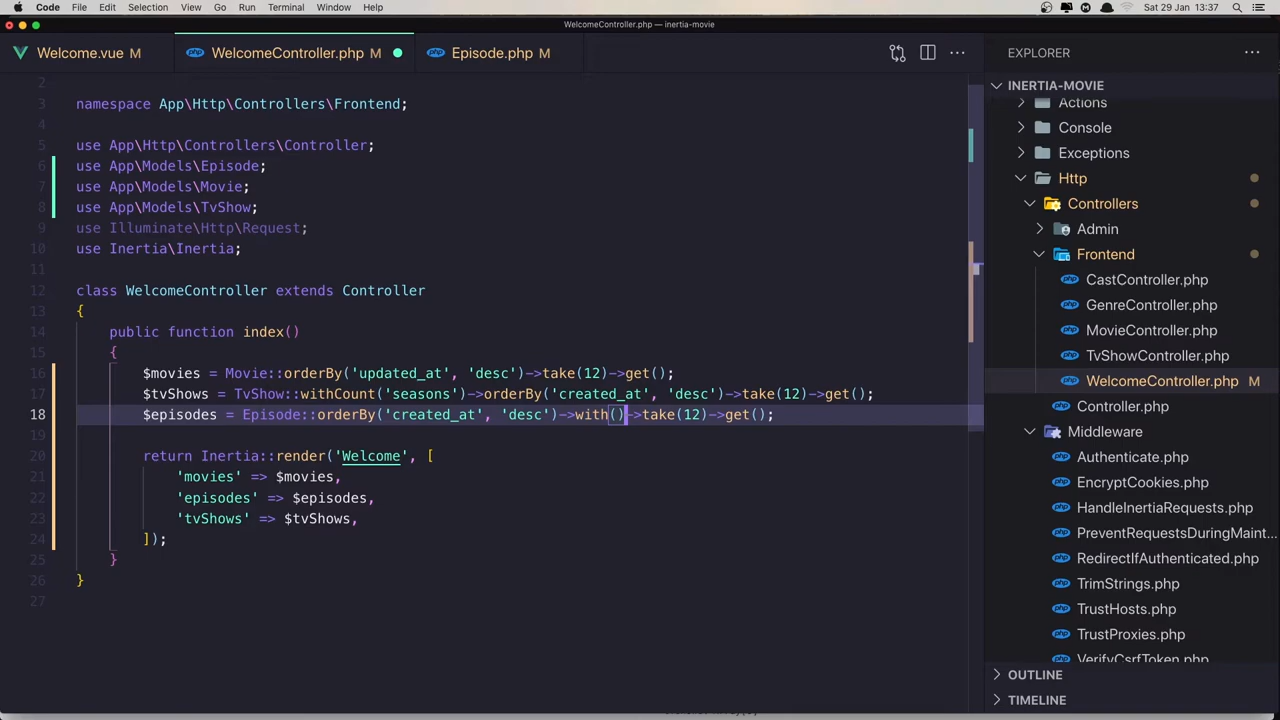 Code File Edit Selection View Go Run Terminal Window Help Sat 29 Jan 13:37
WelcomeController.php — inertia-movie
Welcome.vue M WelcomeController.php M Episode.php M
2
3 namespace App\Http\Controllers\Frontend;
4
5 use App\Http\Controllers\Controller;
6 use App\Models\Episode;
7 use App\Models\Movie;
8 use App\Models\TvShow;
9 use Illuminate\Http\Request;
10 use Inertia\Inertia;
11
12 class WelcomeController extends Controller
13 {
14 public function index()
15 {
16 $movies = Movie::orderBy('updated_at', 'desc')->take(12)->get();
17 $tvShows = TvShow::withCount('seasons')->orderBy('created_at', 'desc')->take(12)->get();
18 $episodes = Episode::orderBy('created_at', 'desc')->with()->take(12)->get();
19
20 return Inertia::render('Welcome', [
21 'movies' => $movies,
22 'episodes' => $episodes,
23 'tvShows' => $tvShows,
24 ]);
25 }
26 }
27
EXPLORER
INERTIA-MOVIE
Actions
Console
Exceptions
Http
Controllers
Admin
Frontend
CastController.php
GenreController.php
MovieController.php
TvShowController.php
WelcomeController.php M
Controller.php
Middleware
Authenticate.php
EncryptCookies.php
HandleInertiaRequests.php
PreventRequestsDuringMaint...
RedirectIfAuthenticated.php
TrimStrings.php
TrustHosts.php
TrustProxies.php
VerifyCsrfToken.php
OUTLINE
TIMELINE